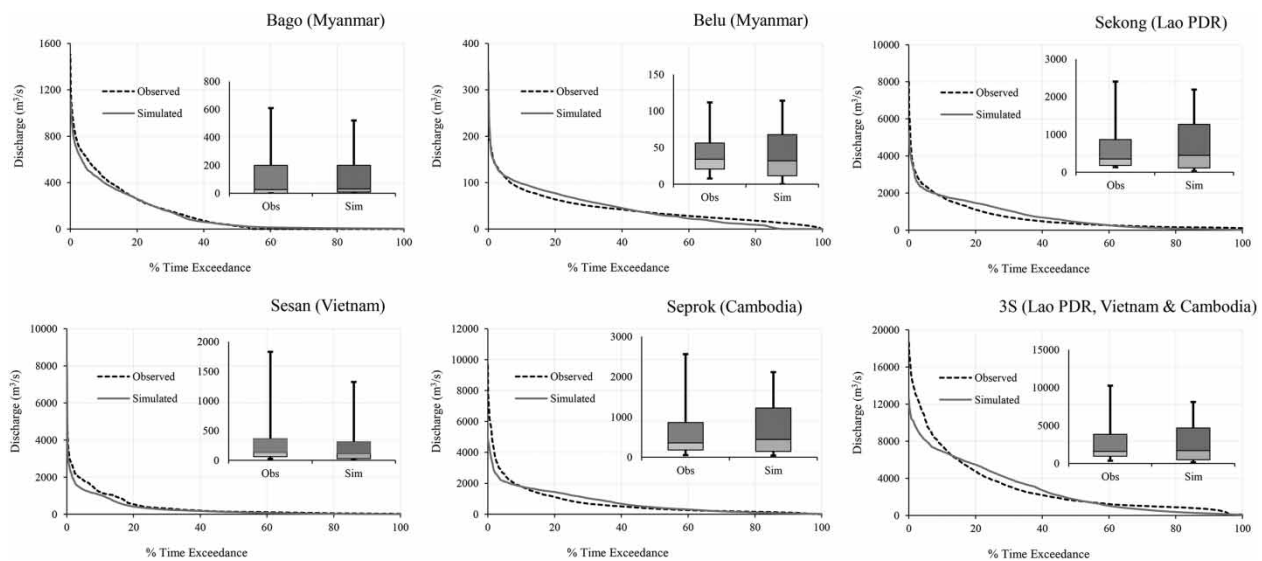 Bago (Myanmar)
1600
1200
800
400
0
Discharge (m³/s)
Observed
Simulated
800
600
400
200
0
Obs Sim
0 20 40 60 80 100
% Time Exceedance
Belu (Myanmar)
400
300
200
100
0
Discharge (m³/s)
Observed
Simulated
150
100
50
0
Obs Sim
0 20 40 60 80 100
% Time Exceedance
Sekong (Lao PDR)
10000
8000
6000
4000
2000
0
Discharge (m³/s)
Observed
Simulated
3000
2000
1000
0
Obs Sim
0 20 40 60 80 100
% Time Exceedance
Sesan (Vietnam)
10000
8000
6000
4000
2000
0
Discharge (m³/s)
Observed
Simulated
2000
1500
1000
500
0
Obs Sim
0 20 40 60 80 100
% Time Exceedance
Seprok (Cambodia)
12000
10000
8000
6000
4000
2000
0
Discharge (m³/s)
Observed
Simulated
3000
2000
1000
0
Obs Sim
0 20 40 60 80 100
% Time Exceedance
3S (Lao PDR, Vietnam & Cambodia)
20000
16000
12000
8000
4000
0
Discharge (m³/s)
Observed
Simulated
15000
10000
5000
0
Obs Sim
0 20 40 60 80 100
% Time Exceedance